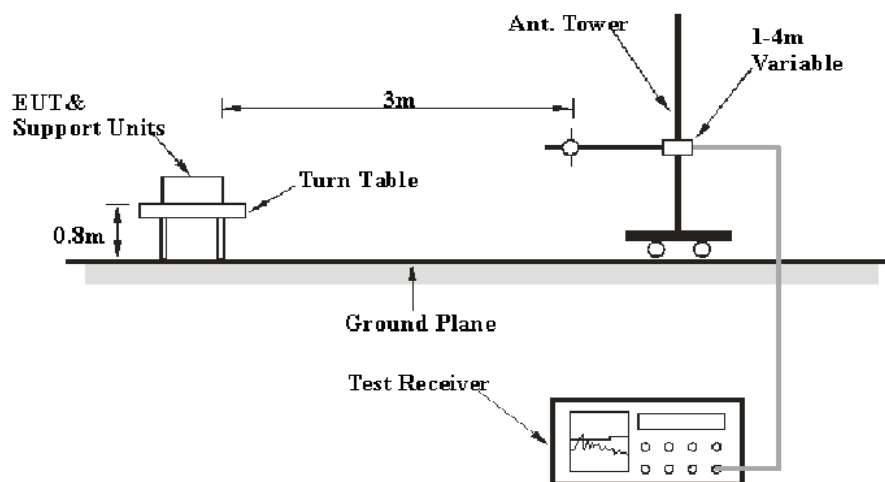 Ant. Tower
1-4m
Variable
3m
EUT &
Support Units
Turn Table
0.8m
Ground Plane
Test Receiver